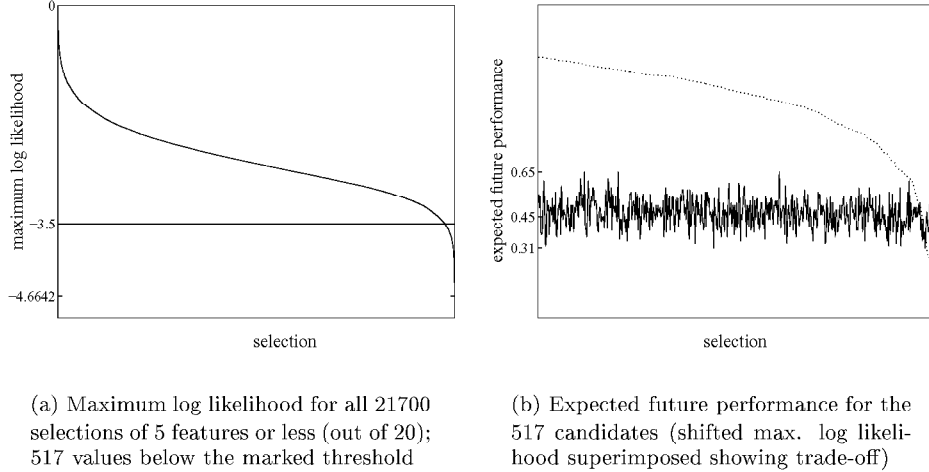 0
maximum log likelihood
−3.5
−4.6642
selection
(a) Maximum log likelihood for all 21700
selections of 5 features or less (out of 20);
517 values below the marked threshold
expected future performance
0.65
0.45
0.31
selection
(b) Expected future performance for the
517 candidates (shifted max. log likeli-
hood superimposed showing trade-off)